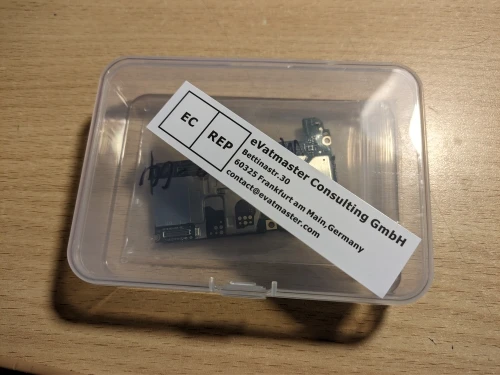 EC REP
eVatmaster Consulting GmbH
Bettinastr. 30
60325 Frankfurt am Main,Germany
contact@evatmaster.com